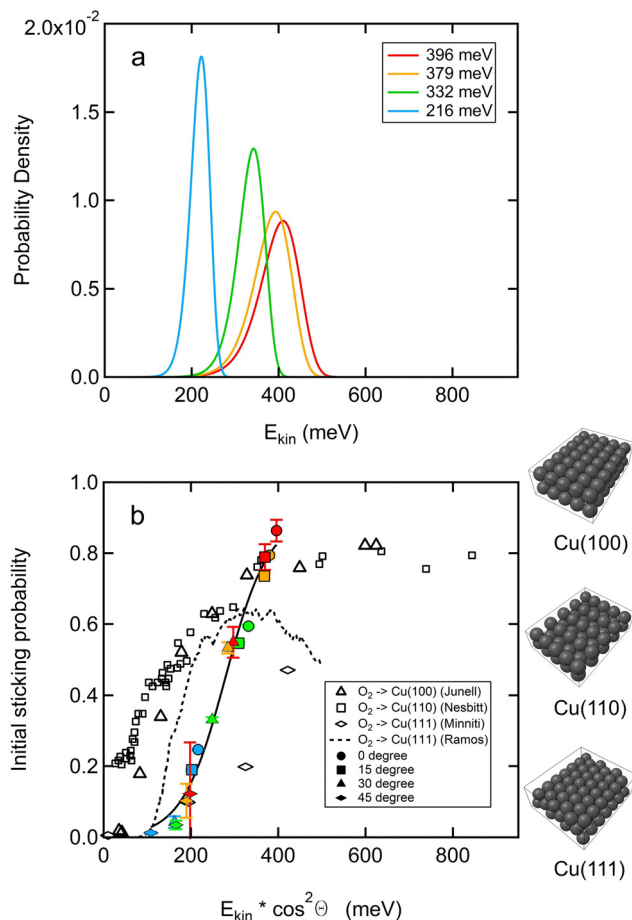 2.0x10⁻²
a
396 meV
379 meV
332 meV
216 meV
1.5
1.0
0.5
0.0
Probability Density
0 200 400 600 800
E_kin (meV)
1.0
b
0.8
0.6
0.4
0.2
0.0
Initial sticking probability
O₂ -> Cu(100) (Junell)
O₂ -> Cu(110) (Nesbitt)
O₂ -> Cu(111) (Minniti)
O₂ -> Cu(111) (Ramos)
0 degree
15 degree
30 degree
45 degree
0 200 400 600 800
E_kin * cos²Θ (meV)
Cu(100)
Cu(110)
Cu(111)